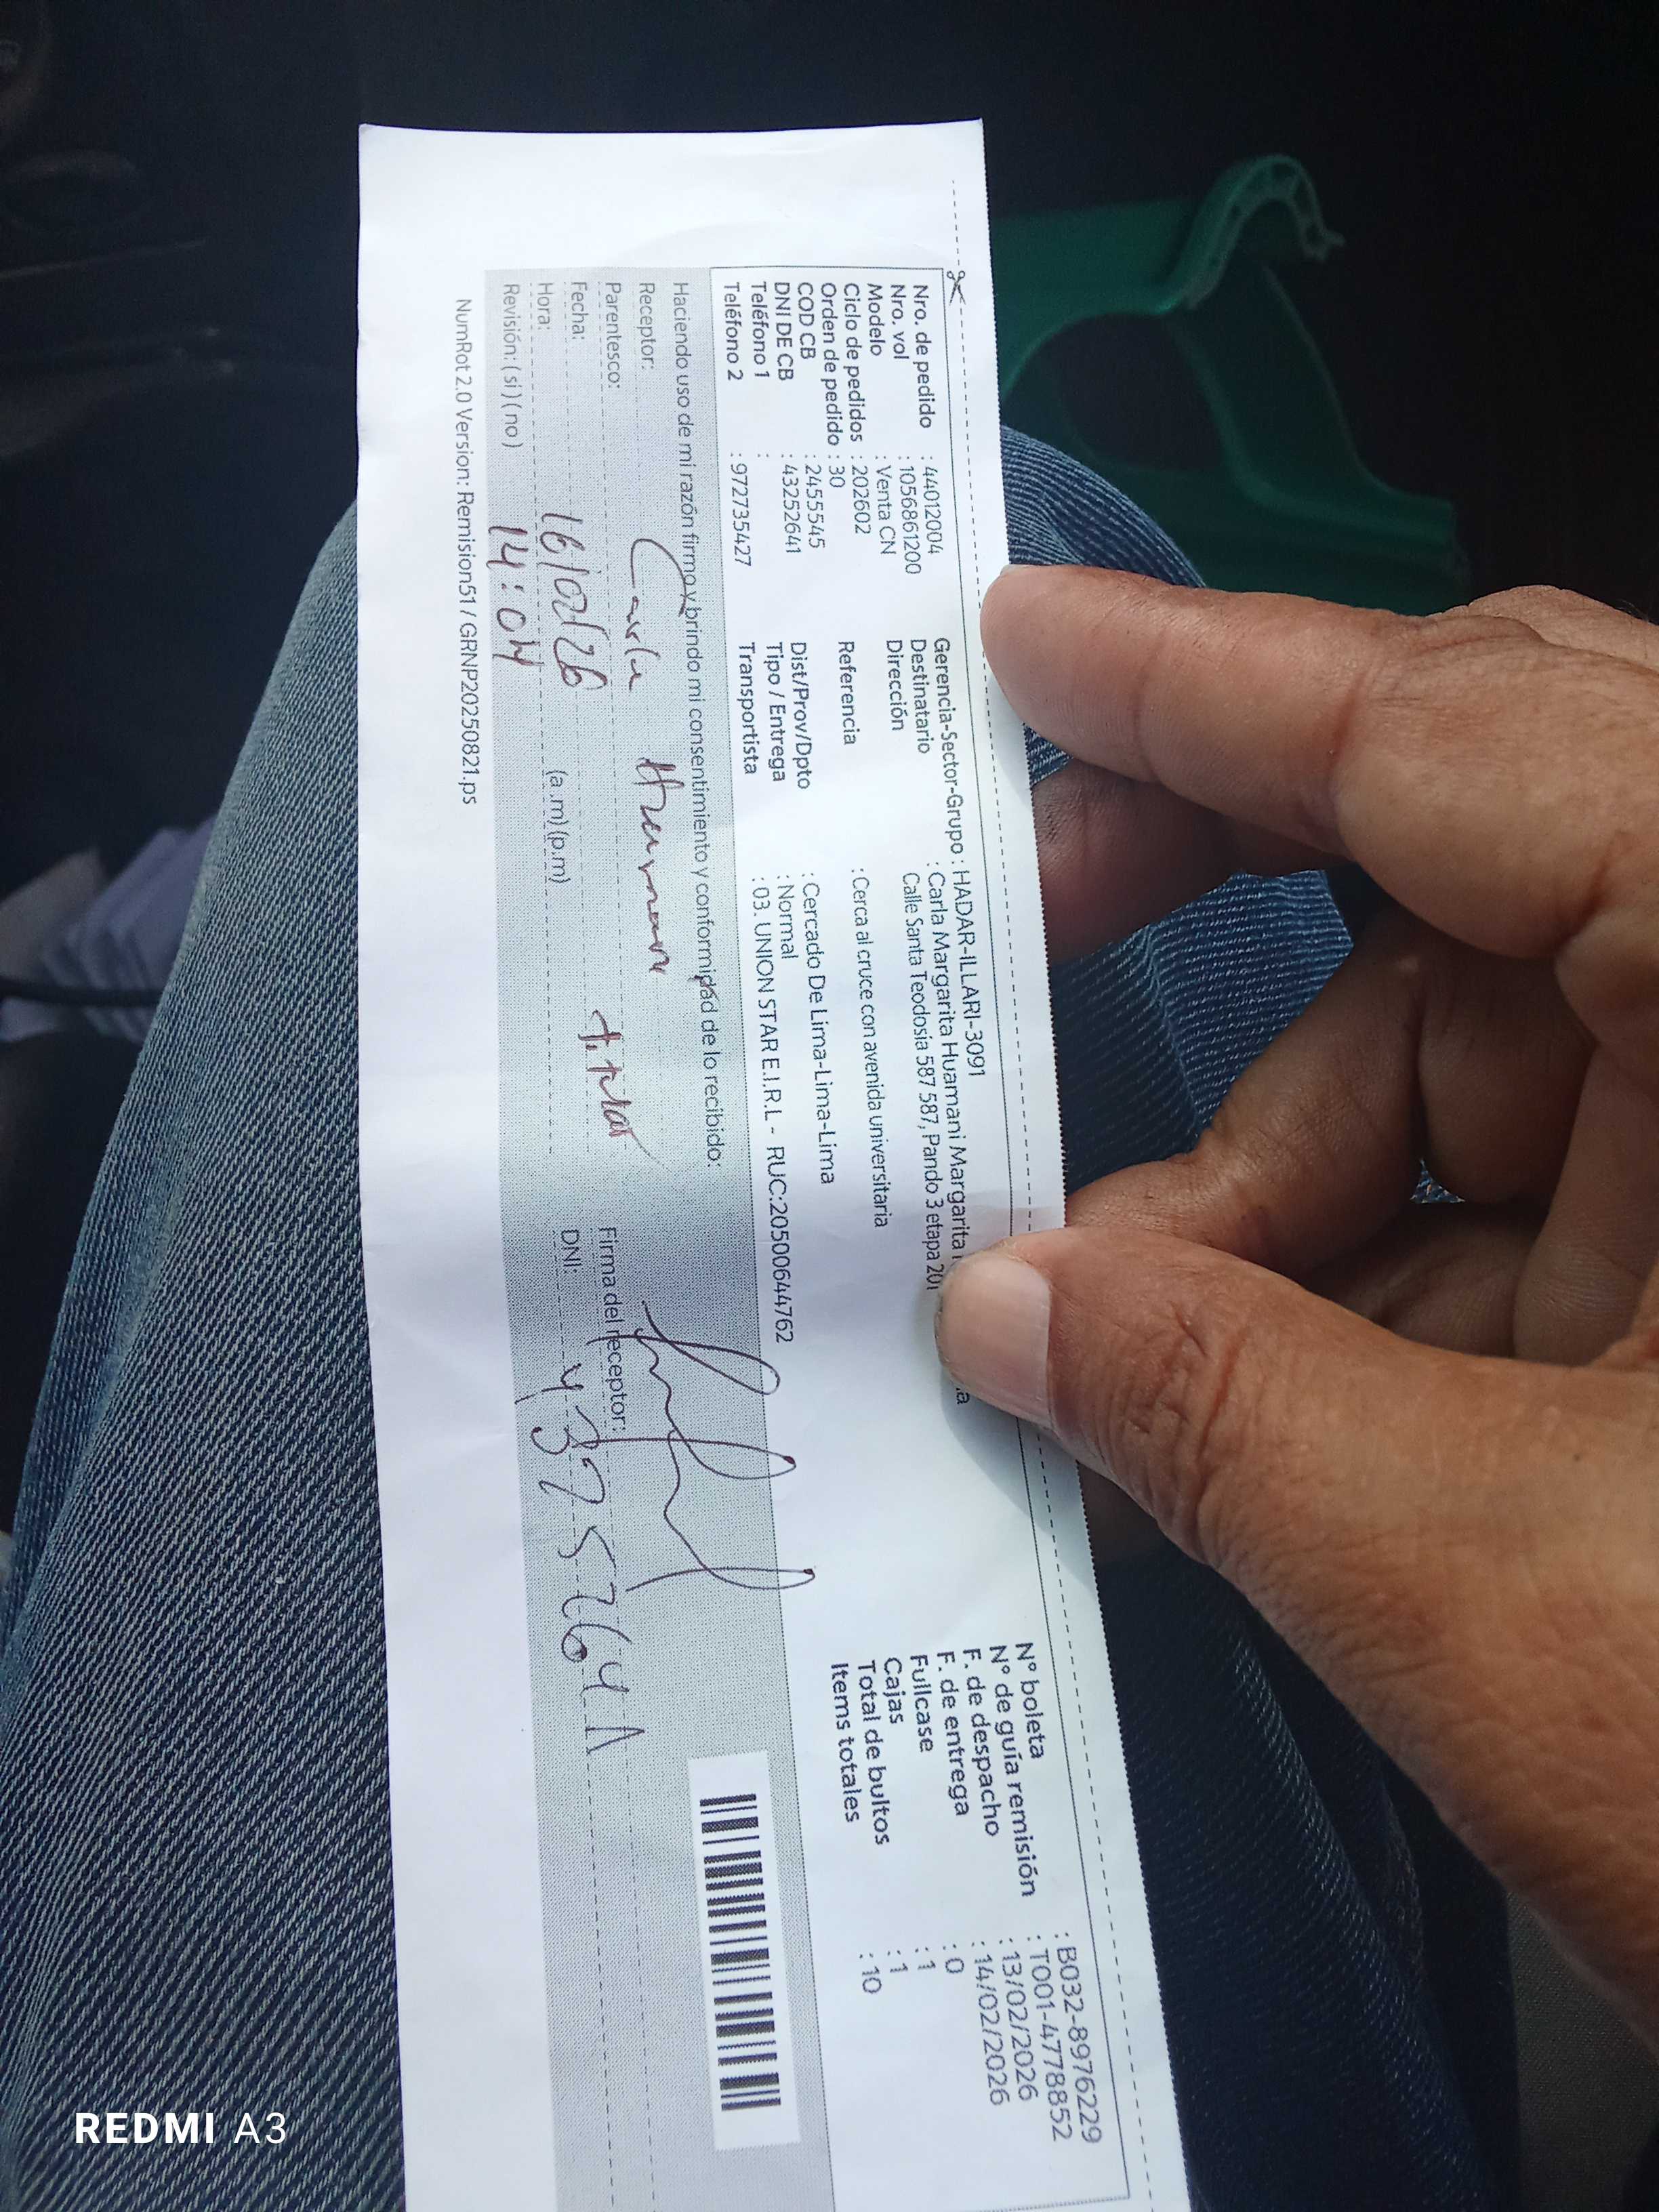 Nro. de pedido : 44012004
Nro. vol : 1056861200
Modelo : Venta CN
Ciclo de pedidos : 202602
Orden de pedido : 30
COD CB : 2455545
DNI DE CB : 43252641
Teléfono 1 :
Teléfono 2 : 972735427
Gerencia-Sector-Grupo : HADAR-ILLARI-3091
Destinatario : Carla Margarita Huamani Margarita
Dirección : Calle Santa Teodosia 587 587, Pando 3 etapa
Referencia : Cerca al cruce con avenida universitaria
Dist/Prov/Dpto : Cercado De Lima-Lima-Lima
Tipo / Entrega : Normal
Transportista : 03. UNION STAR E.I.R.L - RUC:20500644762
N° boleta : B032-8976229
N° de guía remisión : T001-4778852
F. de despacho : 13/02/2026
F. de entrega : 14/02/2026
Fullcase : 0
Cajas : 1
Total de bultos : 1
Items totales : 10
Haciendo uso de mi razón firmo y brindo mi consentimiento y conformidad de lo recibido:
Receptor: Carla Huamani
Parentesco: titular
Fecha: 16/02/26
Hora: 14:04 (a.m) (p.m)
Revisión: ( si ) ( no )
Firma del receptor:
DNI:
NumRot 2.0 Version: Remision51 / GRNP20250821.ps
REDMI A3